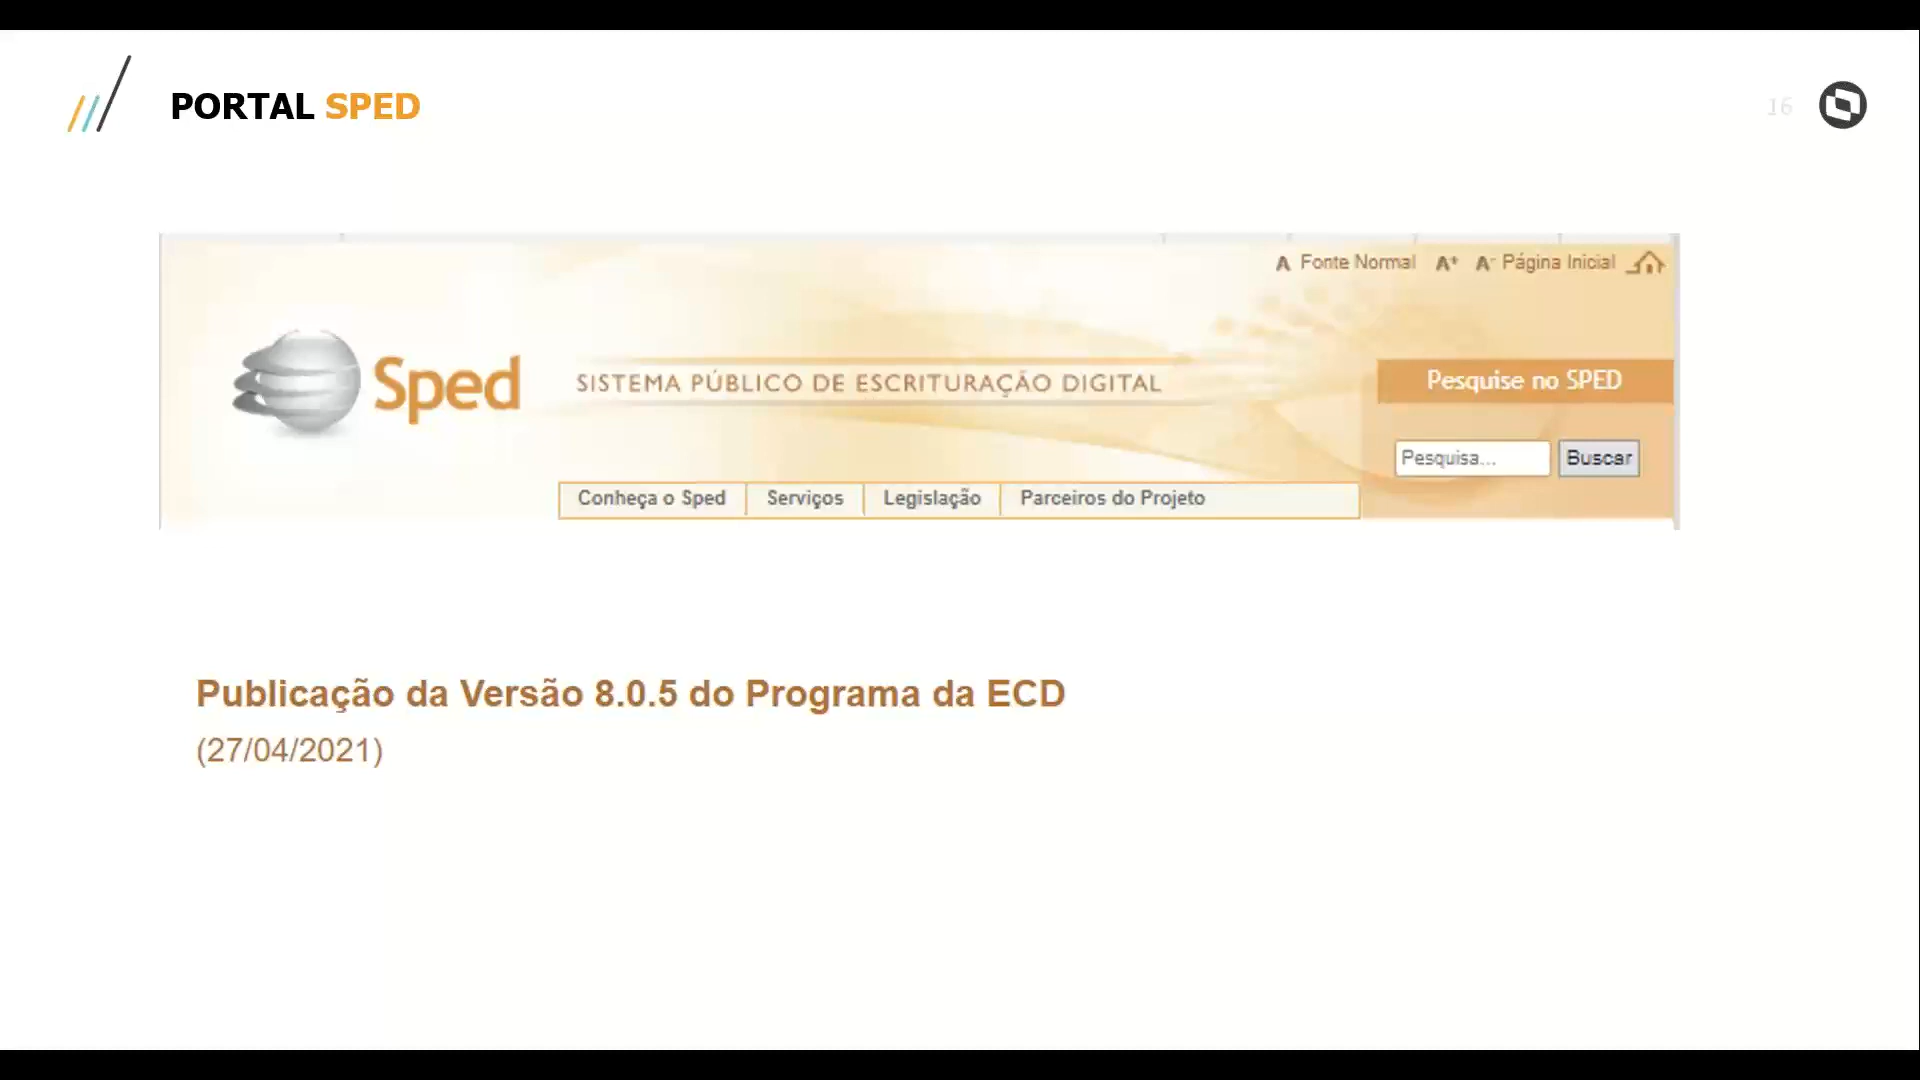 PORTAL SPED
16
A Fonte Normal A+ A- Página Inicial
Sped
SISTEMA PÚBLICO DE ESCRITURAÇÃO DIGITAL
Pesquise no SPED
Pesquisa... Buscar
Conheça o Sped Serviços Legislação Parceiros do Projeto
Publicação da Versão 8.0.5 do Programa da ECD
(27/04/2021)